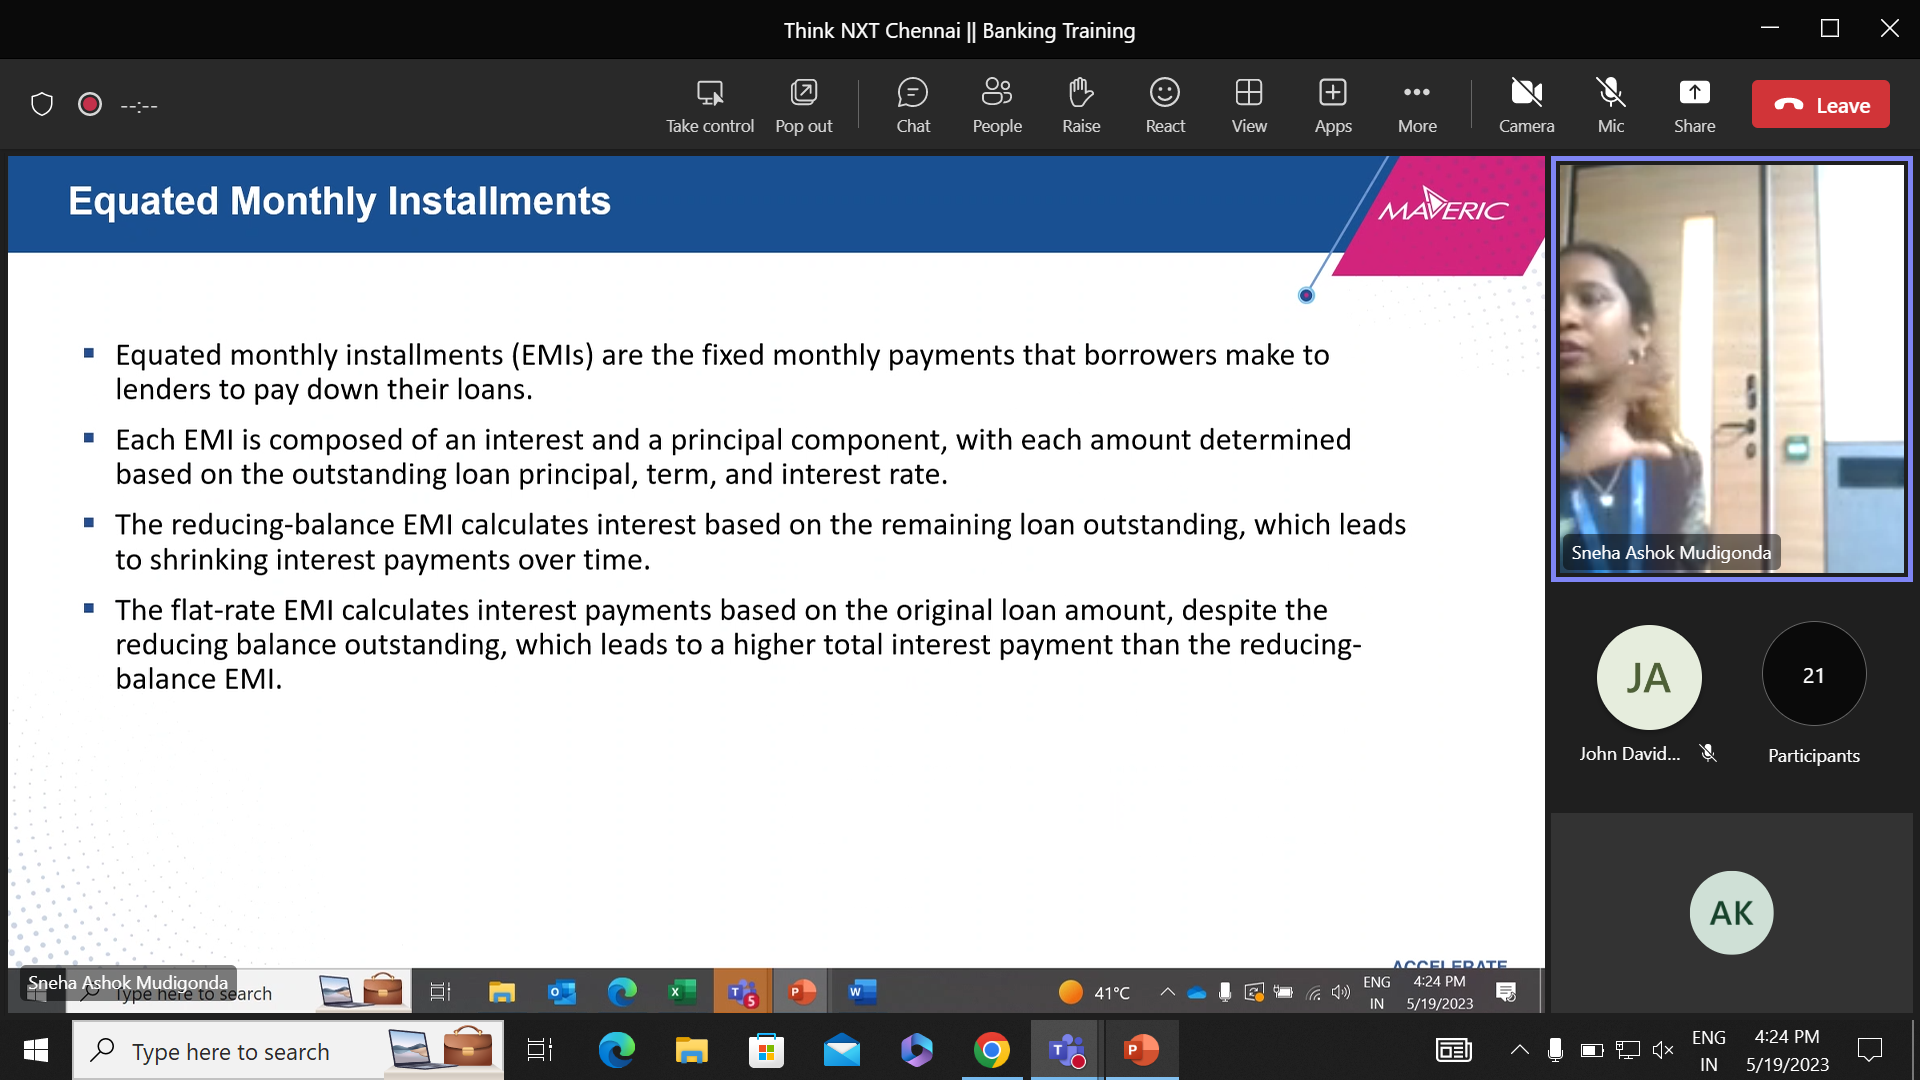 Think NXT Chennai || Banking Training
--:--
Take control
Pop out
Chat
People
Raise
React
View
Apps
More
Camera
Mic
Share
Leave
Equated Monthly Installments
MAVERIC
Equated monthly installments (EMIs) are the fixed monthly payments that borrowers make to
lenders to pay down their loans.
Each EMI is composed of an interest and a principal component, with each amount determined
based on the outstanding loan principal, term, and interest rate.
The reducing-balance EMI calculates interest based on the remaining loan outstanding, which leads
to shrinking interest payments over time.
The flat-rate EMI calculates interest payments based on the original loan amount, despite the
reducing balance outstanding, which leads to a higher total interest payment than the reducing-
balance EMI.
ACCELERATE
Sneha Ashok Mudigonda
JA
John David...
21
Participants
AK
Sneha Ashok Mudigonda
Type here to search
5
41°C
ENG
IN
4:24 PM
5/19/2023
Type here to search
ENG
IN
4:24 PM
5/19/2023